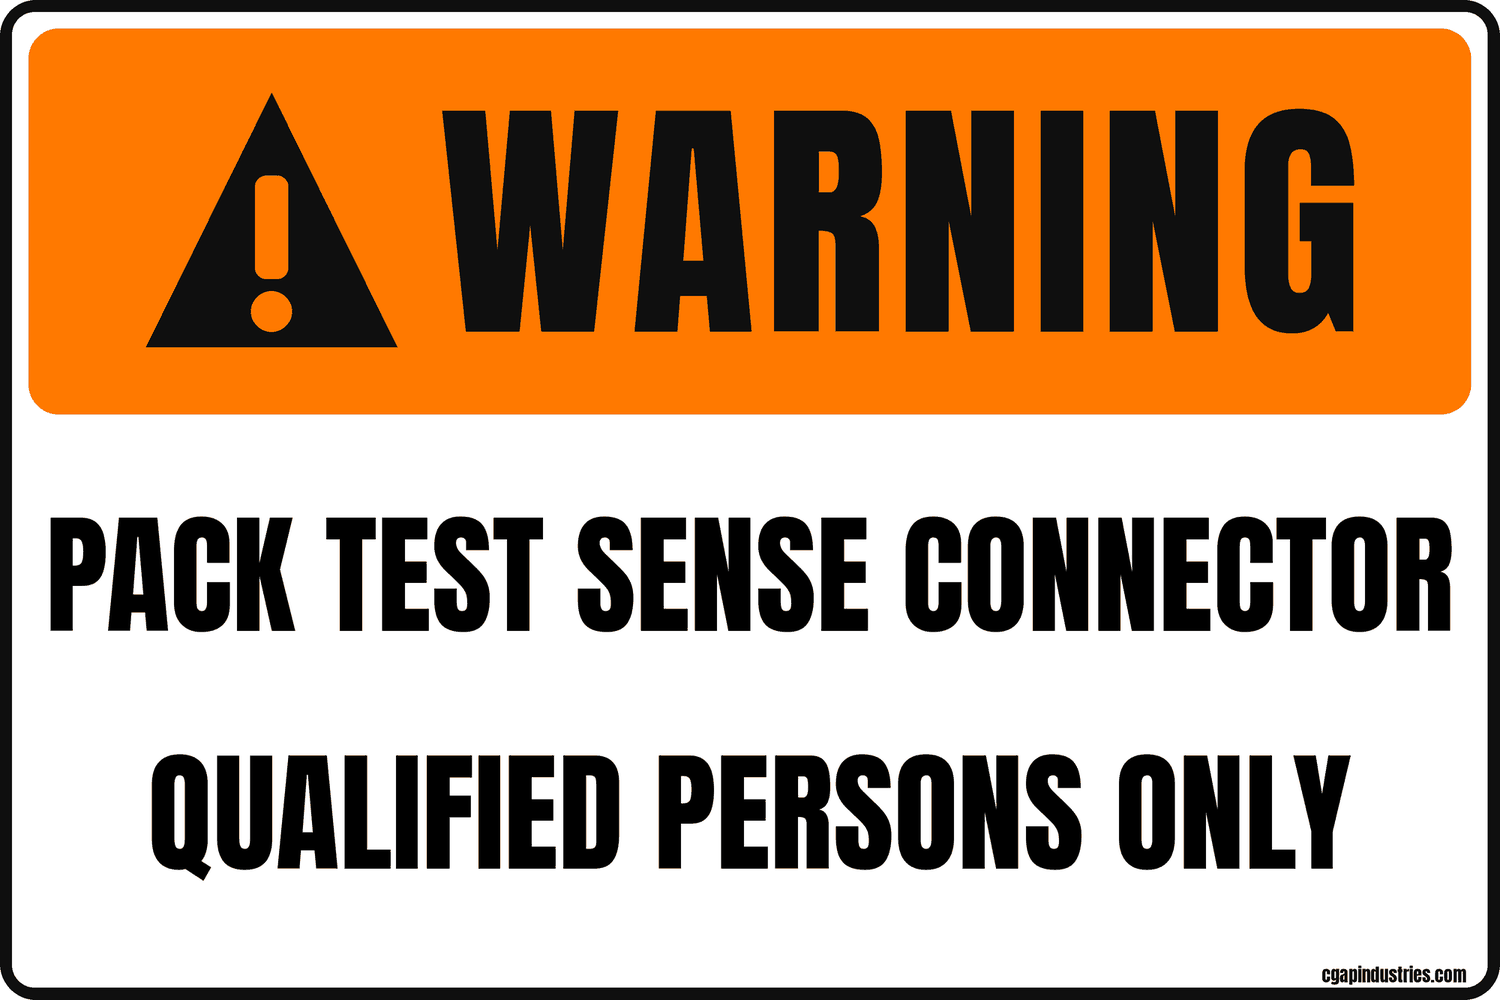 WARNING
PACK TEST SENSE CONNECTOR
QUALIFIED PERSONS ONLY
cgapindustries.com